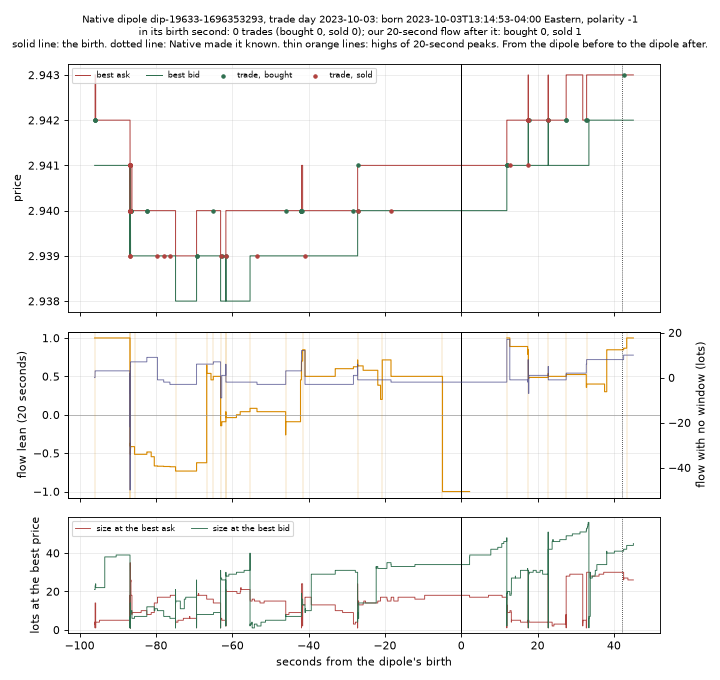 Native dipole dip-19633-1696353293, trade day 2023-10-03: born 2023-10-03T13:14:53-04:00 Eastern, polarity -1
in its birth second: 0 trades (bought 0, sold 0); our 20-second flow after it: bought 0, sold 1
solid line: the birth. dotted line: Native made it known. thin orange lines: highs of 20-second peaks. From the dipole before to the dipole after.
best ask
best bid
trade, bought
trade, sold
2.943
2.942
2.941
2.940
2.939
2.938
price
1.0
0.5
0.0
−0.5
−1.0
flow lean (20 seconds)
20
0
−20
−40
flow with no window (lots)
size at the best ask
size at the best bid
40
20
0
lots at the best price
−100
−80
−60
−40
−20
0
20
40
seconds from the dipole's birth